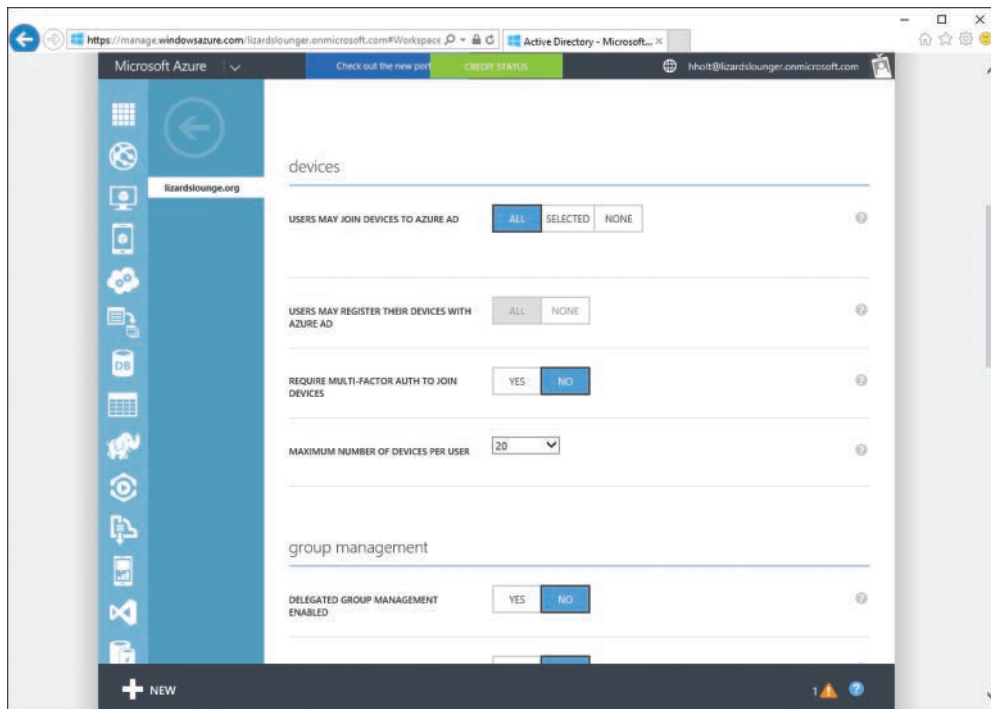 https://manage.windowsazure.com/lizardslounger.onmicrosoft.com#Workspace
Active Directory - Microsoft...
Microsoft Azure
Check out the new port
CREDIT STATUS
hholt@lizardslounger.onmicrosoft.com
lizardslounge.org
devices
USERS MAY JOIN DEVICES TO AZURE AD
ALL SELECTED NONE
USERS MAY REGISTER THEIR DEVICES WITH
AZURE AD
ALL NONE
REQUIRE MULTI-FACTOR AUTH TO JOIN
DEVICES
YES NO
MAXIMUM NUMBER OF DEVICES PER USER
20
group management
DELEGATED GROUP MANAGEMENT
ENABLED
YES NO
DB
NEW
1